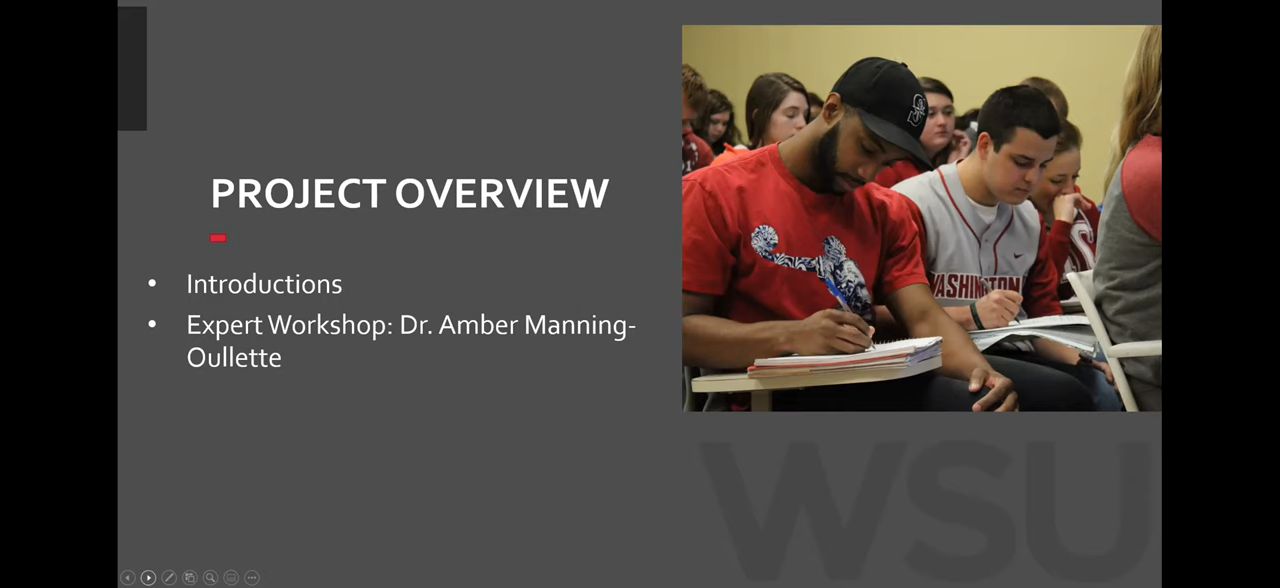 PROJECT OVERVIEW
• Introductions
• Expert Workshop: Dr. Amber Manning-
Oullette
WASHINGTON
WSU